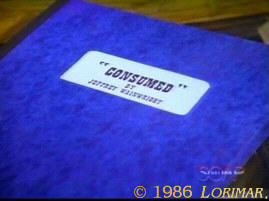 "CONSUMED"
BY
JEFFREY WAINWRIGHT
© 1986 LORIMAR.